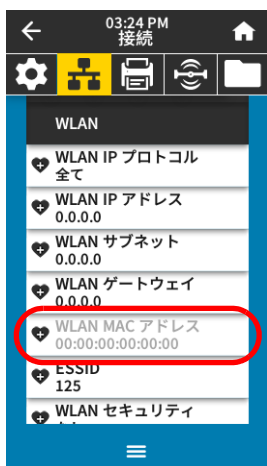 03:24 PM
接続
WLAN
WLAN IP プロトコル
全て
WLAN IP アドレス
0.0.0.0
WLAN サブネット
0.0.0.0
WLAN ゲートウェイ
0.0.0.0
WLAN MAC アドレス
00:00:00:00:00:00
ESSID
125
WLAN セキュリティ